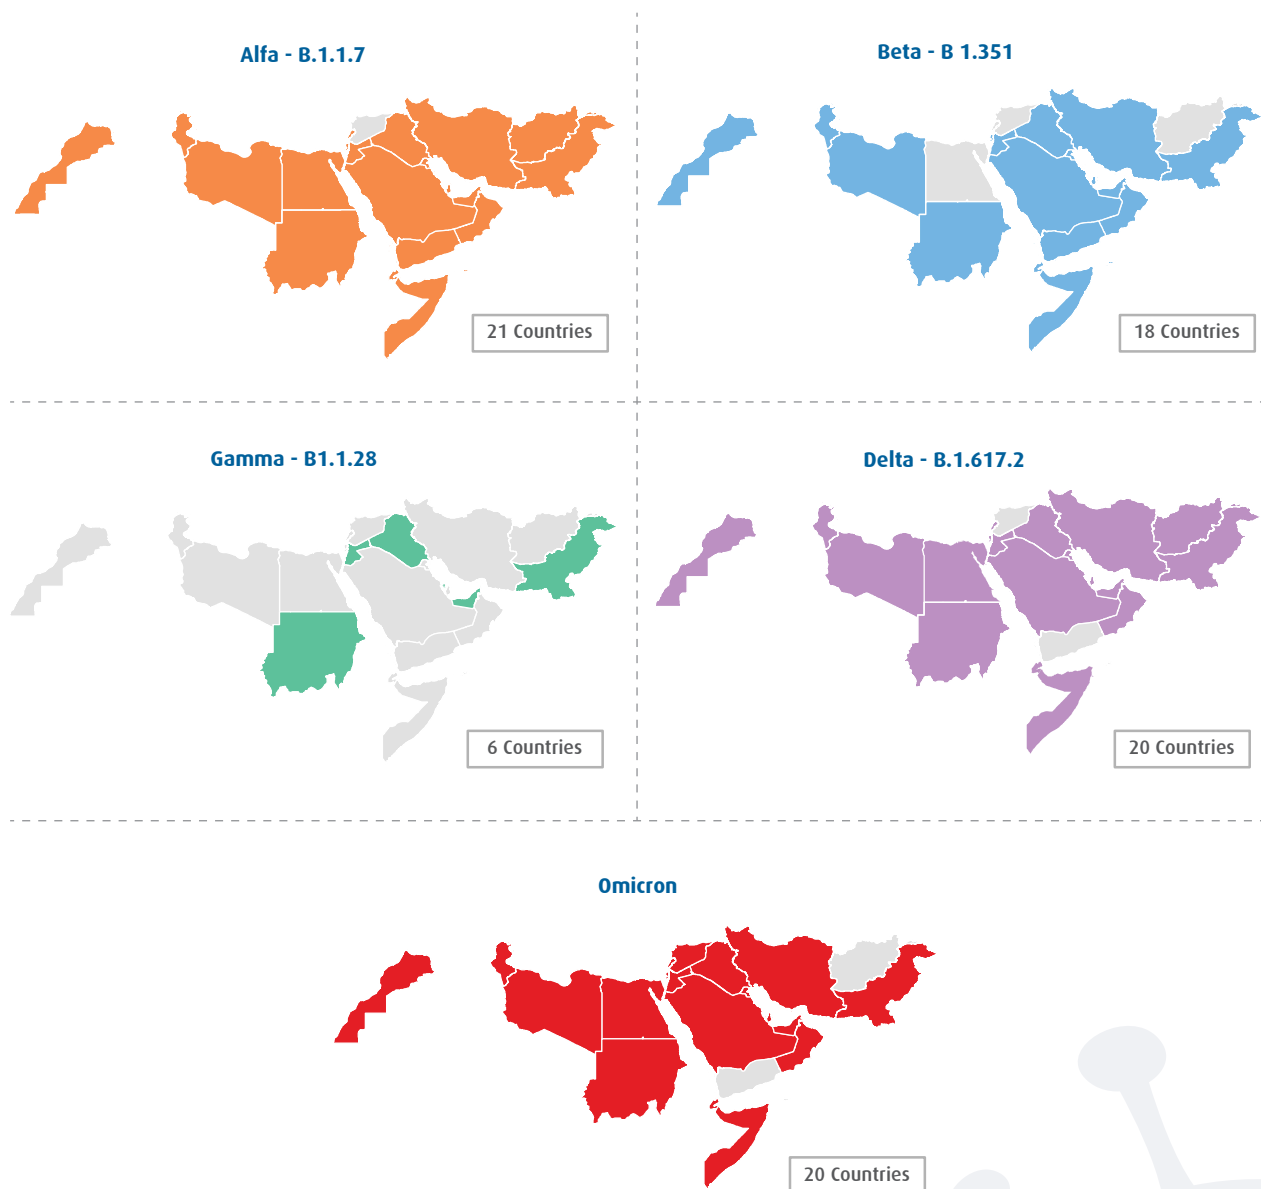 Alfa - B.1.1.7
Beta - B 1.351
21 Countries
18 Countries
Gamma - B1.1.28
Delta - B.1.617.2
6 Countries
20 Countries
Omicron
20 Countries